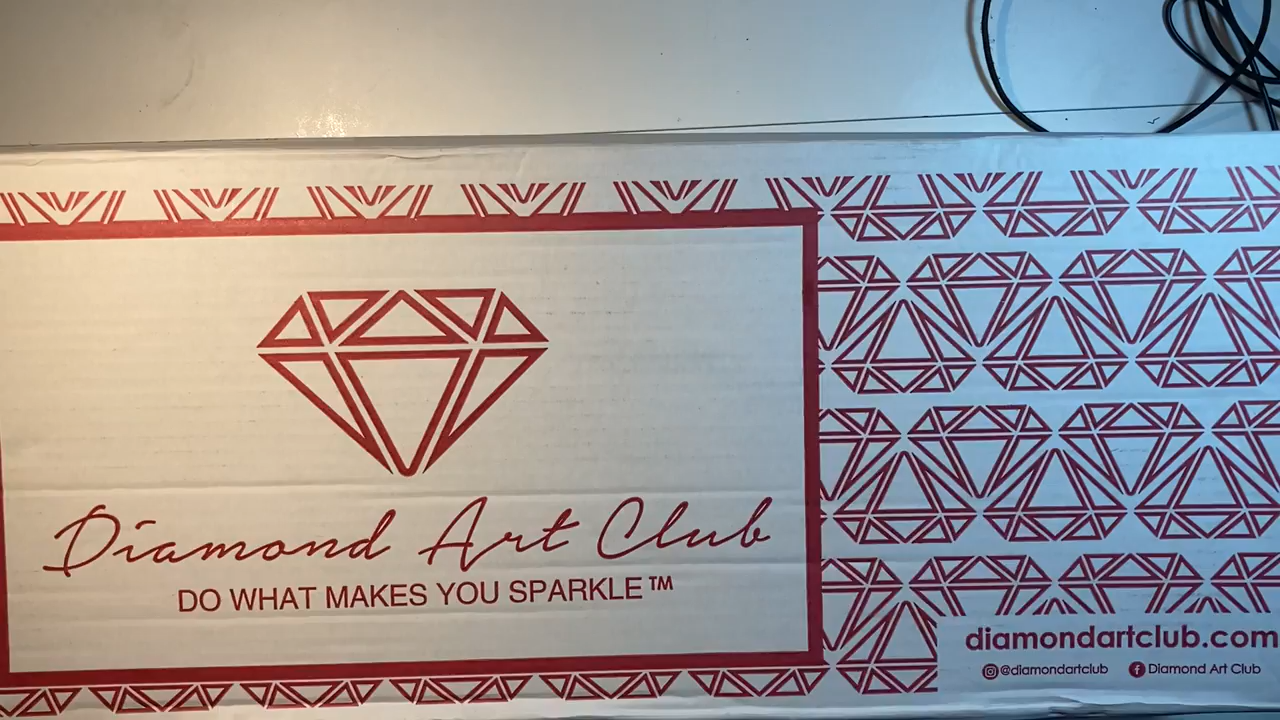 Diamond Art Club
DO WHAT MAKES YOU SPARKLE™
diamondartclub.com
@diamondartclub Diamond Art Club